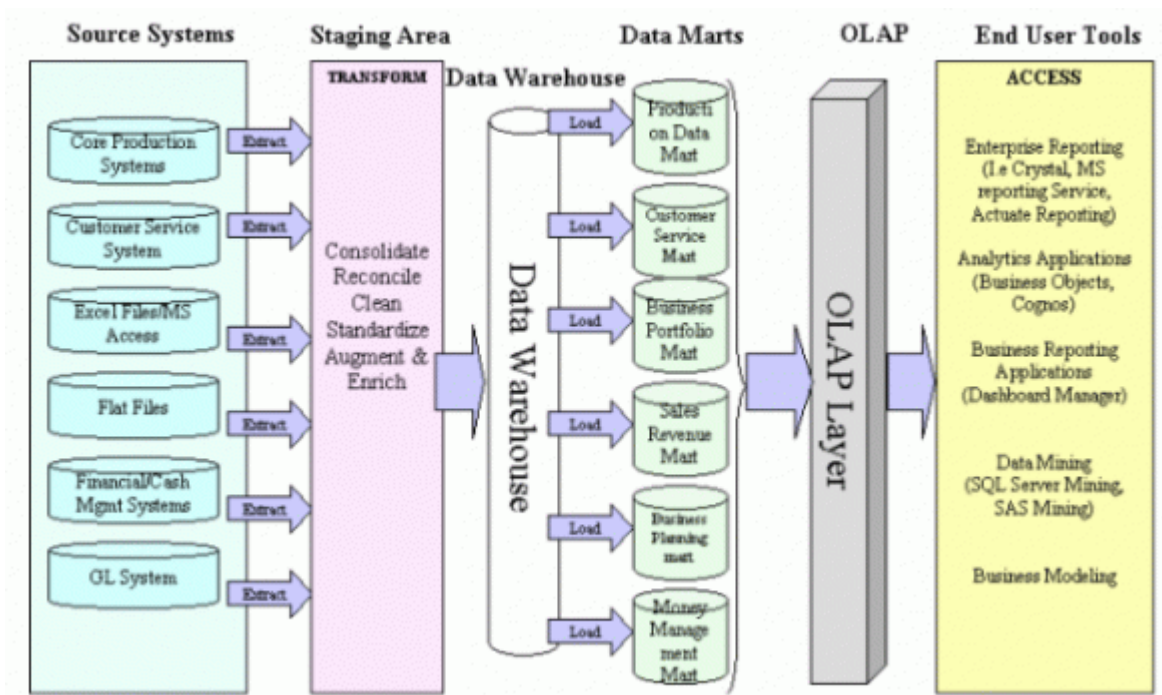 Source Systems
Staging Area
Data Marts
OLAP
End User Tools
Core Production
Systems
Customer Service
System
Excel Files/MS
Access
Flat Files
Financial/Cash
Mgmt Systems
GL System
Extract
Extract
Extract
Extract
Extract
Extract
TRANSFORM
Consolidate
Reconcile
Clean
Standardize
Augment &
Enrich
Data Warehouse
Data Warehouse
Load
Load
Load
Load
Load
Load
Producti
on Data
Mart
Customer
Service
Mart
Business
Portfolio
Mart
Sales
Revenue
Mart
Business
Planning
mart
Money
Manage
ment
Mart
OLAP Layer
ACCESS
Enterprise Reporting
(I.e Crystal, MS
reporting Service,
Actuate Reporting)
Analytics Applications
(Business Objects,
Cognos)
Business Reporting
Applications
(Dashboard Manager)
Data Mining
(SQL Server Mining,
SAS Mining)
Business Modeling